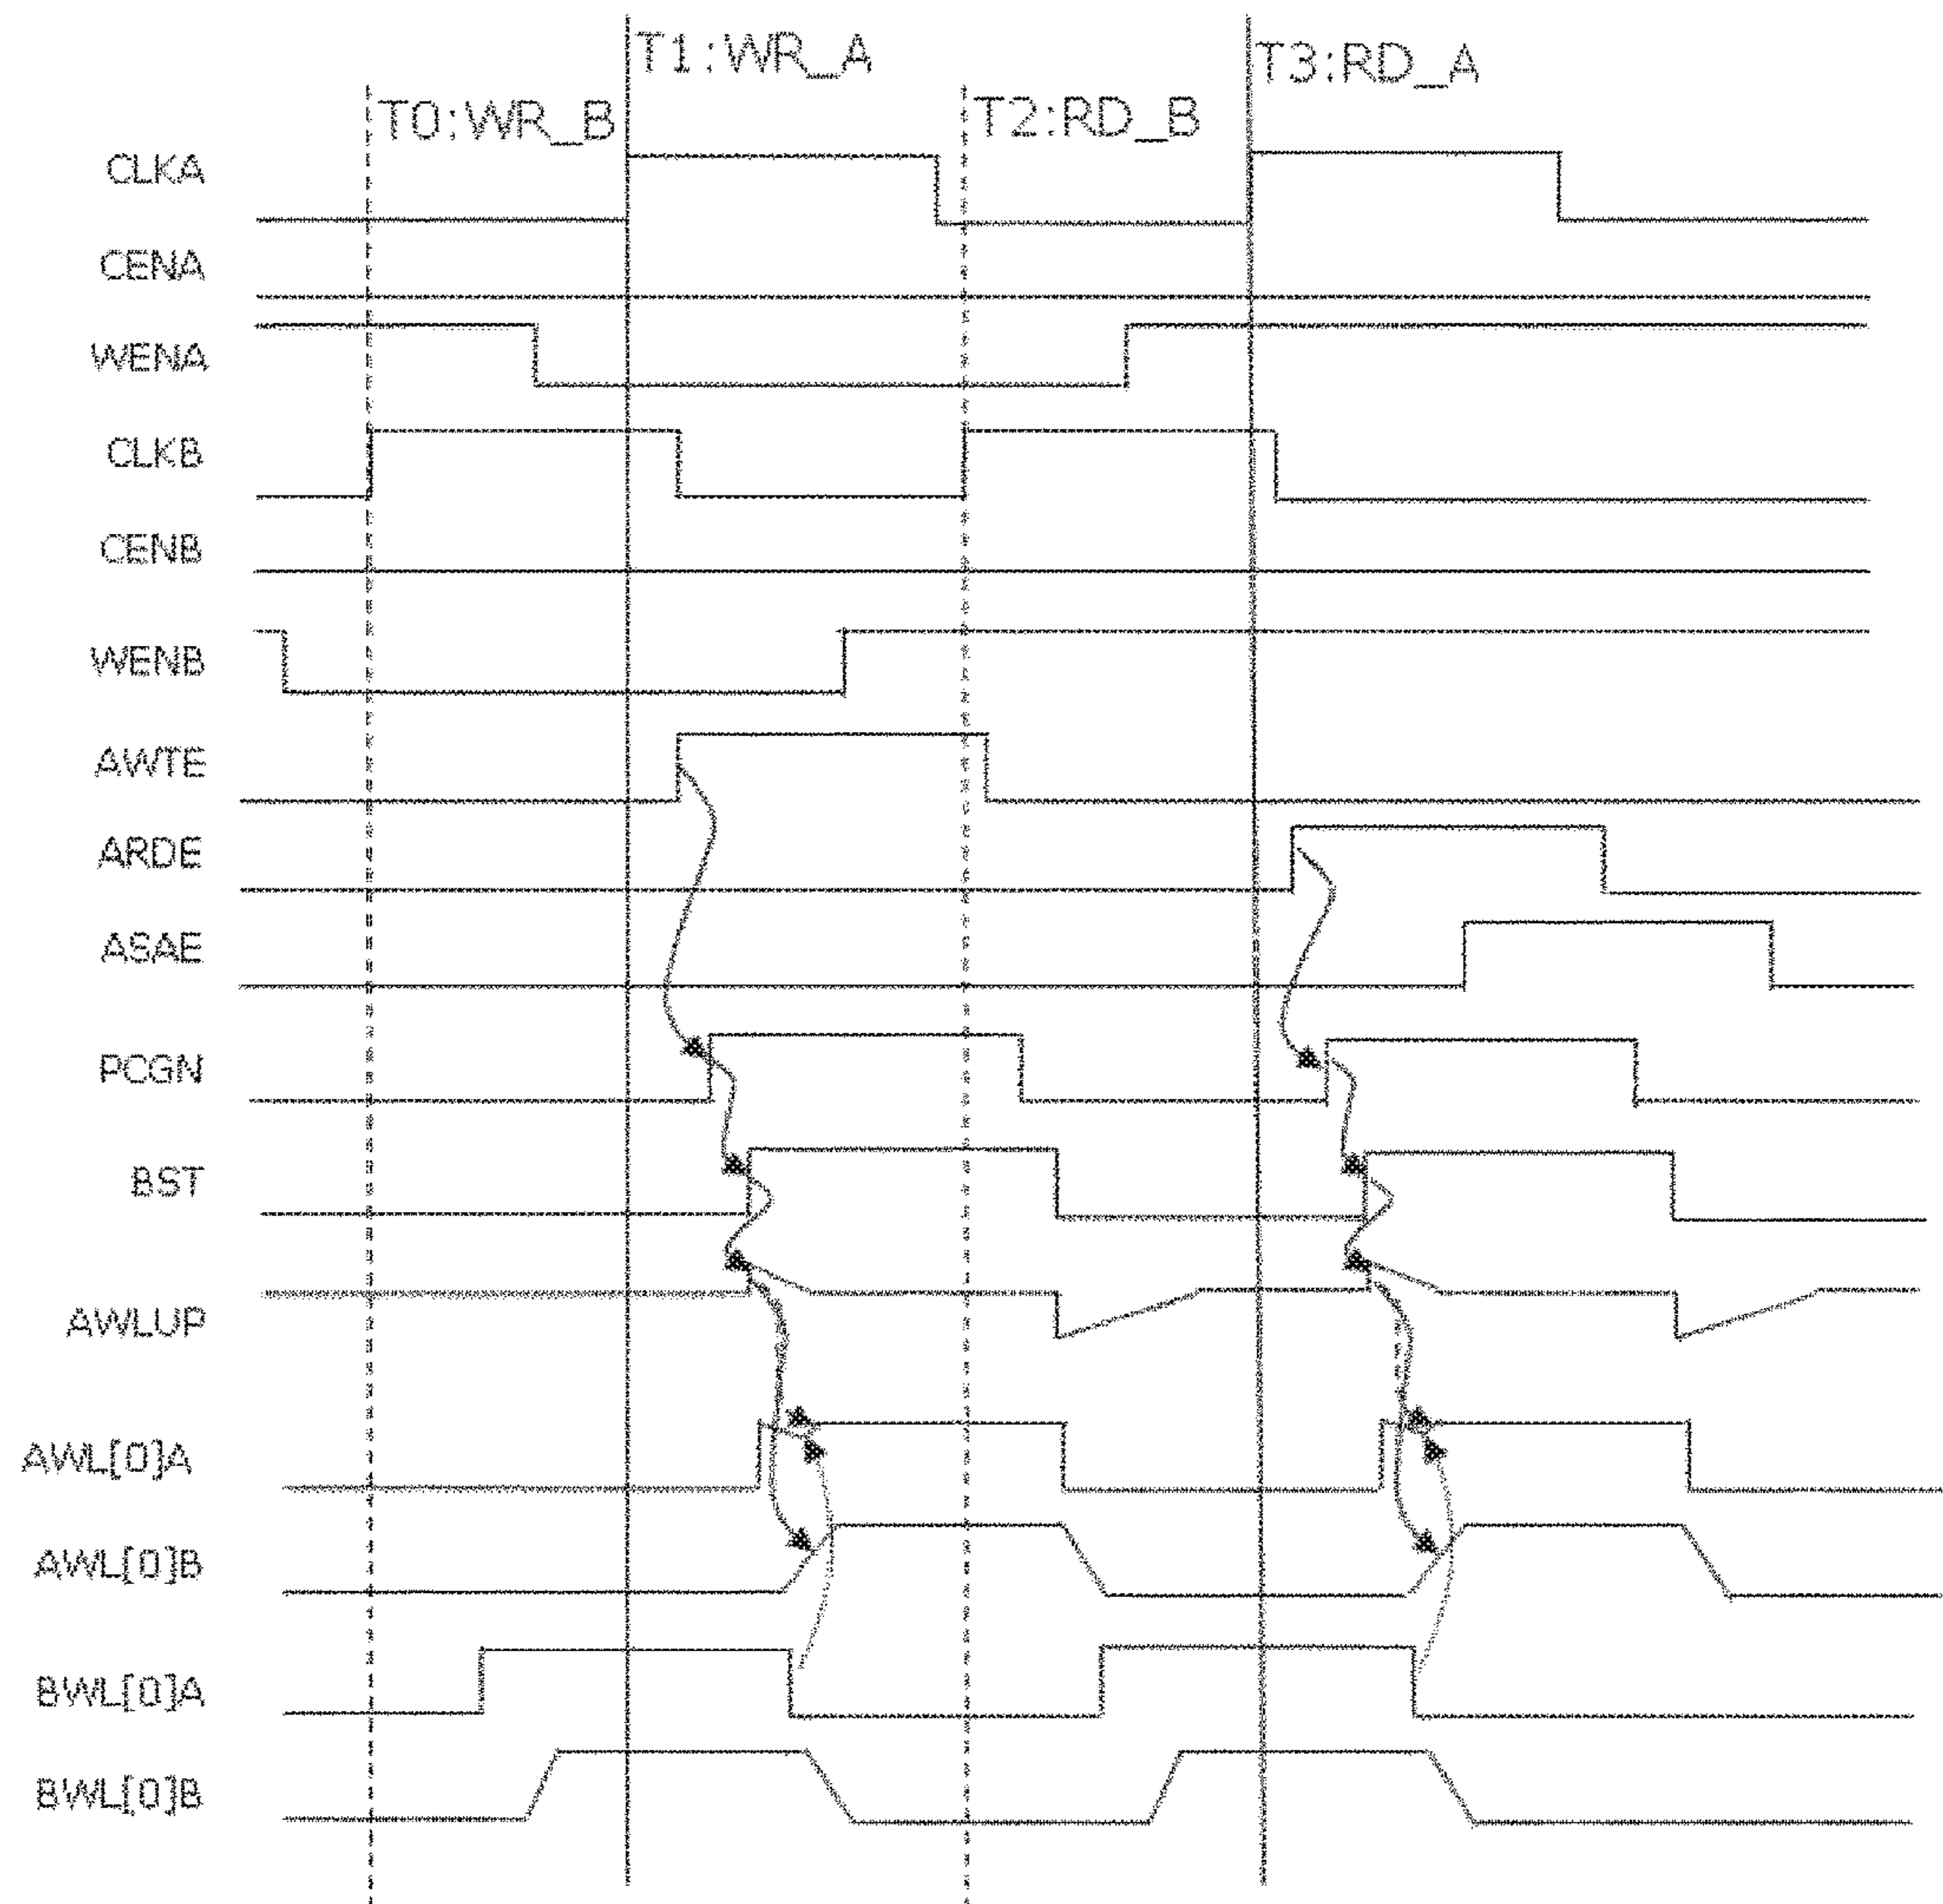 T1:WR_A
T3:RD_A
T0:WR_B
T2:RD_B
CLKA
CENA
WENA
CLKB
CENB
WENB
AWTE
ARDE
ASAE
PCGN
BST
AWLUP
AWL[0]A
AWL[0]B
BWL[0]A
BWL[0]B